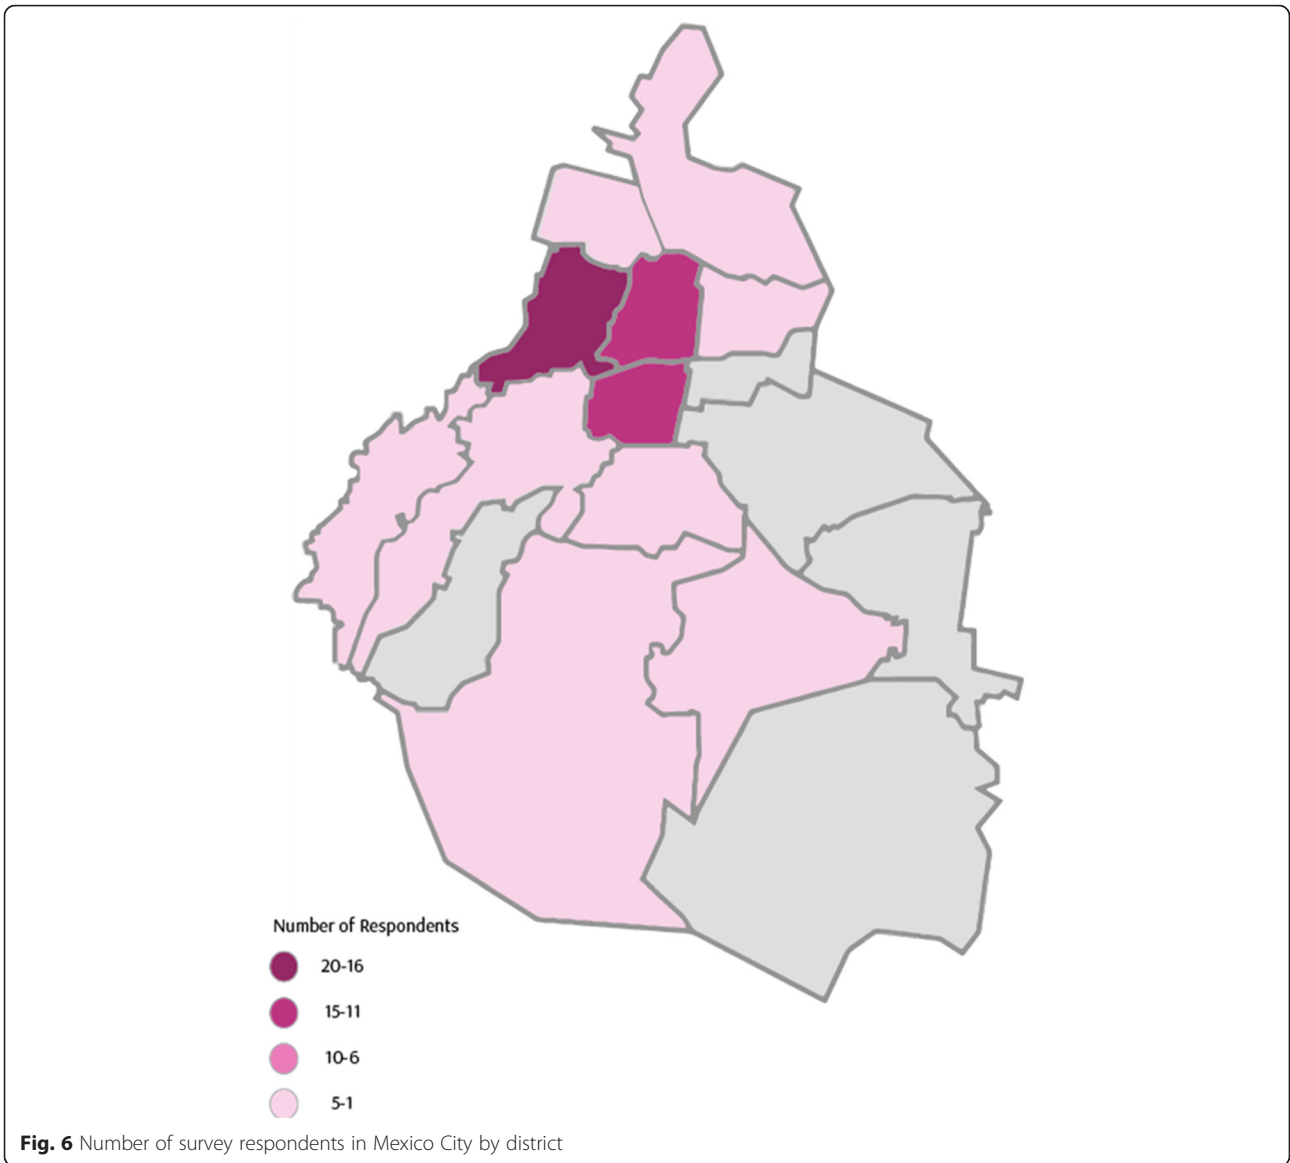 Number of Respondents
20-16
15-11
10-6
5-1
Fig. 6 Number of survey respondents in Mexico City by district